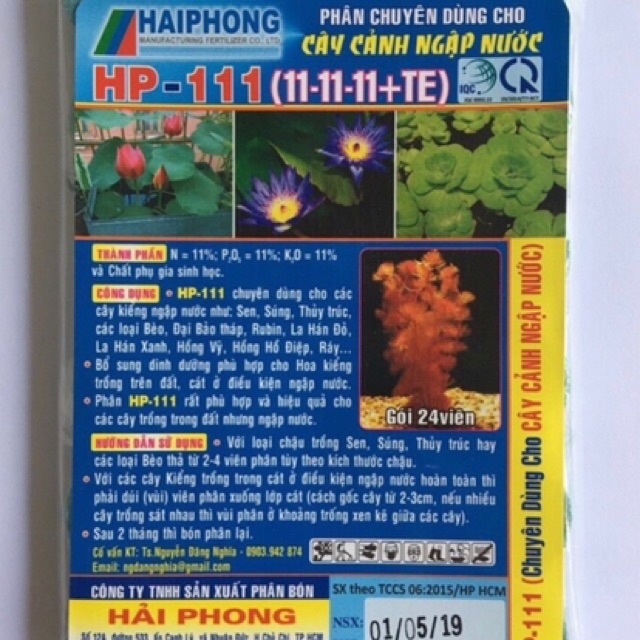 HAIPHONG
MANUFACTURING FERTILIZER CO., LTD
PHÂN CHUYÊN DÙNG CHO
CÂY CẢNH NGẬP NƯỚC
HP-111 (11-11-11+TE)
IQC
THÀNH PHẦN N = 11%; P₂O₅ = 11%; K₂O = 11%
và Chất phụ gia sinh học.
CÔNG DỤNG HP-111 chuyên dùng cho các
cây kiểng ngập nước như: Sen, Súng, Thủy trúc,
các loại Bèo, Đại Bảo tháp, Rubin, La Hán Đỏ,
La Hán Xanh, Hồng Vỹ, Hồng Hồ Điệp, Ráy...
Bổ sung dinh dưỡng phù hợp cho Hoa kiểng
trồng trên đất, cát ở điều kiện ngập nước.
Phân HP-111 rất phù hợp và hiệu quả cho
các cây trồng trong đất nhưng ngập nước.
Gói 24viên
HƯỚNG DẪN SỬ DỤNG Với loại chậu trồng Sen, Súng, Thủy trúc hay
các loại Bèo thả từ 2-4 viên phân tùy theo kích thước chậu.
Với các cây Kiểng trồng trong cát ở điều kiện ngập nước hoàn toàn thì
phải dúi (vùi) viên phân xuống lớp cát (cách gốc cây từ 2-3cm, nếu nhiều
cây trồng sát nhau thì vùi phân ở khoảng trống xen kẽ giữa các cây).
Sau 2 tháng thì bón phân lại.
Cố vấn KT: Ts.Nguyễn Đăng Nghĩa - 0903.942 874
Email: ngdangnghia@gmail.com
CÔNG TY TNHH SẢN XUẤT PHÂN BÓN
HẢI PHONG
SX theo TCCS 06:2015/HP HCM
NSX: 01/05/19
P-111 (Chuyên Dùng Cho CÂY CẢNH NGẬP NƯỚC)